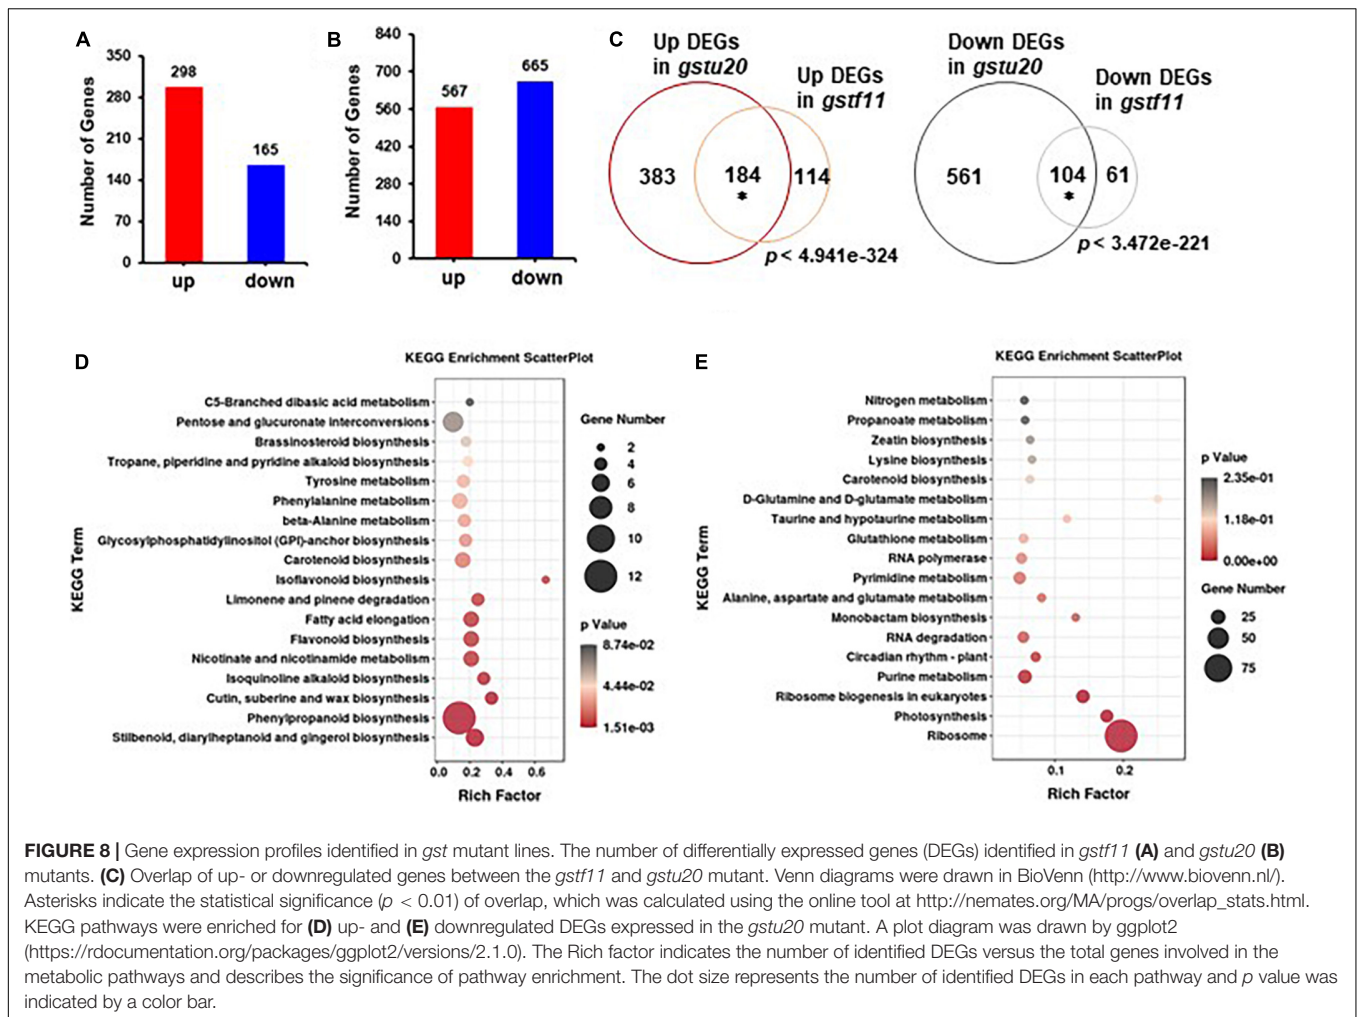 A
Number of Genes
350
280
210
140
70
0
298
165
up
down
B
Number of Genes
840
700
560
420
280
140
0
567
665
up
down
C
Up DEGs
in gstu20
Up DEGs
in gstf11
383
184
114
*
p < 4.941e-324
Down DEGs
in gstu20
Down DEGs
in gstf11
561
104
61
*
p < 3.472e-221
D
KEGG Enrichment ScatterPlot
KEGG Term
C5-Branched dibasic acid metabolism
Pentose and glucuronate interconversions
Brassinosteroid biosynthesis
Tropane, piperidine and pyridine alkaloid biosynthesis
Tyrosine metabolism
Phenylalanine metabolism
beta-Alanine metabolism
Glycosylphosphatidylinositol (GPI)-anchor biosynthesis
Carotenoid biosynthesis
Isoflavonoid biosynthesis
Limonene and pinene degradation
Fatty acid elongation
Flavonoid biosynthesis
Nicotinate and nicotinamide metabolism
Isoquinoline alkaloid biosynthesis
Cutin, suberine and wax biosynthesis
Phenylpropanoid biosynthesis
Stilbenoid, diarylheptanoid and gingerol biosynthesis
0.0 0.2 0.4 0.6
Rich Factor
Gene Number
2
4
6
8
10
12
p Value
8.74e-02
4.44e-02
1.51e-03
E
KEGG Enrichment ScatterPlot
KEGG Term
Nitrogen metabolism
Propanoate metabolism
Zeatin biosynthesis
Lysine biosynthesis
Carotenoid biosynthesis
D-Glutamine and D-glutamate metabolism
Taurine and hypotaurine metabolism
Glutathione metabolism
RNA polymerase
Pyrimidine metabolism
Alanine, aspartate and glutamate metabolism
Monobactam biosynthesis
RNA degradation
Circadian rhythm - plant
Purine metabolism
Ribosome biogenesis in eukaryotes
Photosynthesis
Ribosome
0.1 0.2
Rich Factor
p Value
2.35e-01
1.18e-01
0.00e+00
Gene Number
25
50
75
FIGURE 8 | Gene expression profiles identified in gst mutant lines. The number of differentially expressed genes (DEGs) identified in gstf11 (A) and gstu20 (B)
mutants. (C) Overlap of up- or downregulated genes between the gstf11 and gstu20 mutant. Venn diagrams were drawn in BioVenn (http://www.biovenn.nl/).
Asterisks indicate the statistical significance (p < 0.01) of overlap, which was calculated using the online tool at http://nemates.org/MA/progs/overlap_stats.html.
KEGG pathways were enriched for (D) up- and (E) downregulated DEGs expressed in the gstu20 mutant. A plot diagram was drawn by ggplot2
(https://rdocumentation.org/packages/ggplot2/versions/2.1.0). The Rich factor indicates the number of identified DEGs versus the total genes involved in the
metabolic pathways and describes the significance of pathway enrichment. The dot size represents the number of identified DEGs in each pathway and p value was
indicated by a color bar.